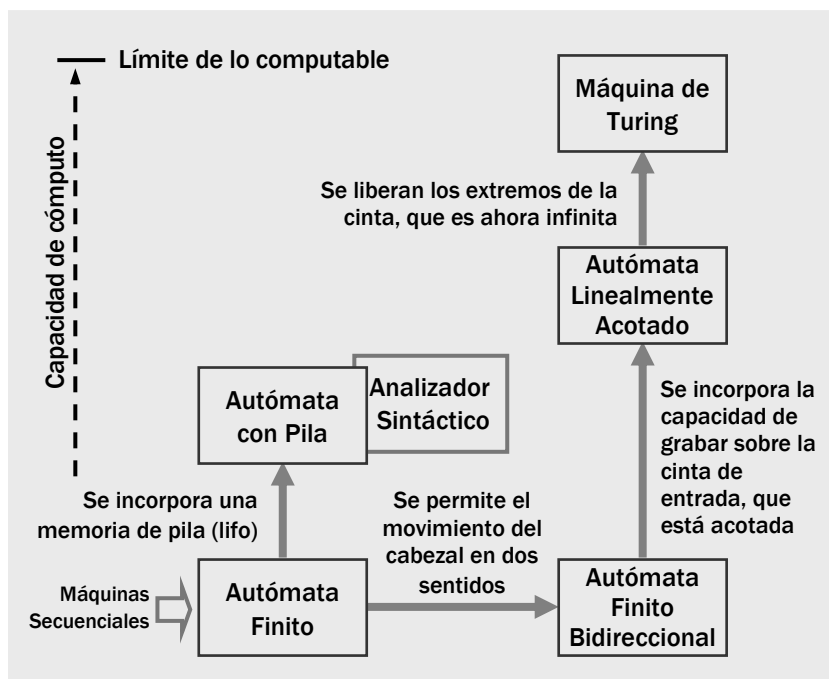 Límite de lo computable
Capacidad de cómputo
Máquina de
Turing
Se liberan los extremos de la
cinta, que es ahora infinita
Autómata
Linealmente
Acotado
Autómata
con Pila
Analizador
Sintáctico
Se incorpora la
capacidad de
grabar sobre la
cinta de
entrada, que
está acotada
Se incorpora una
memoria de pila (lifo)
Se permite el
movimiento del
cabezal en dos
sentidos
Máquinas
Secuenciales
Autómata
Finito
Autómata
Finito
Bidireccional